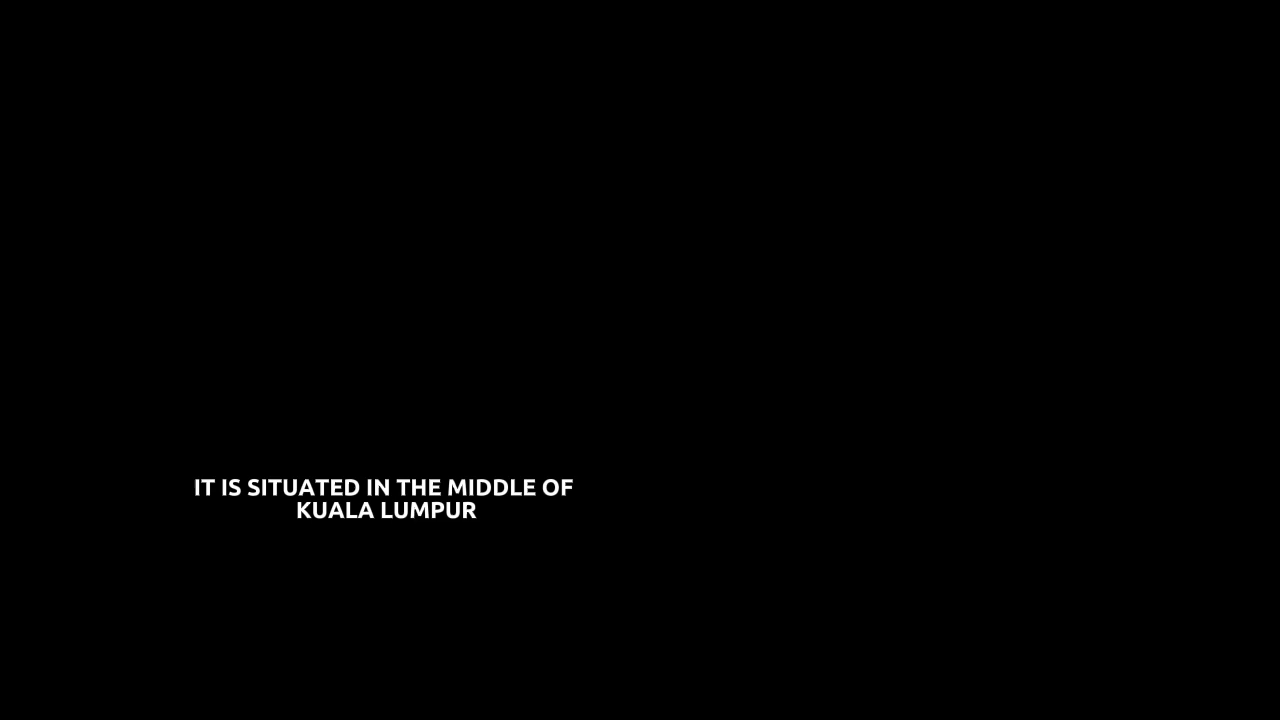 IT IS SITUATED IN THE MIDDLE OF
KUALA LUMPUR